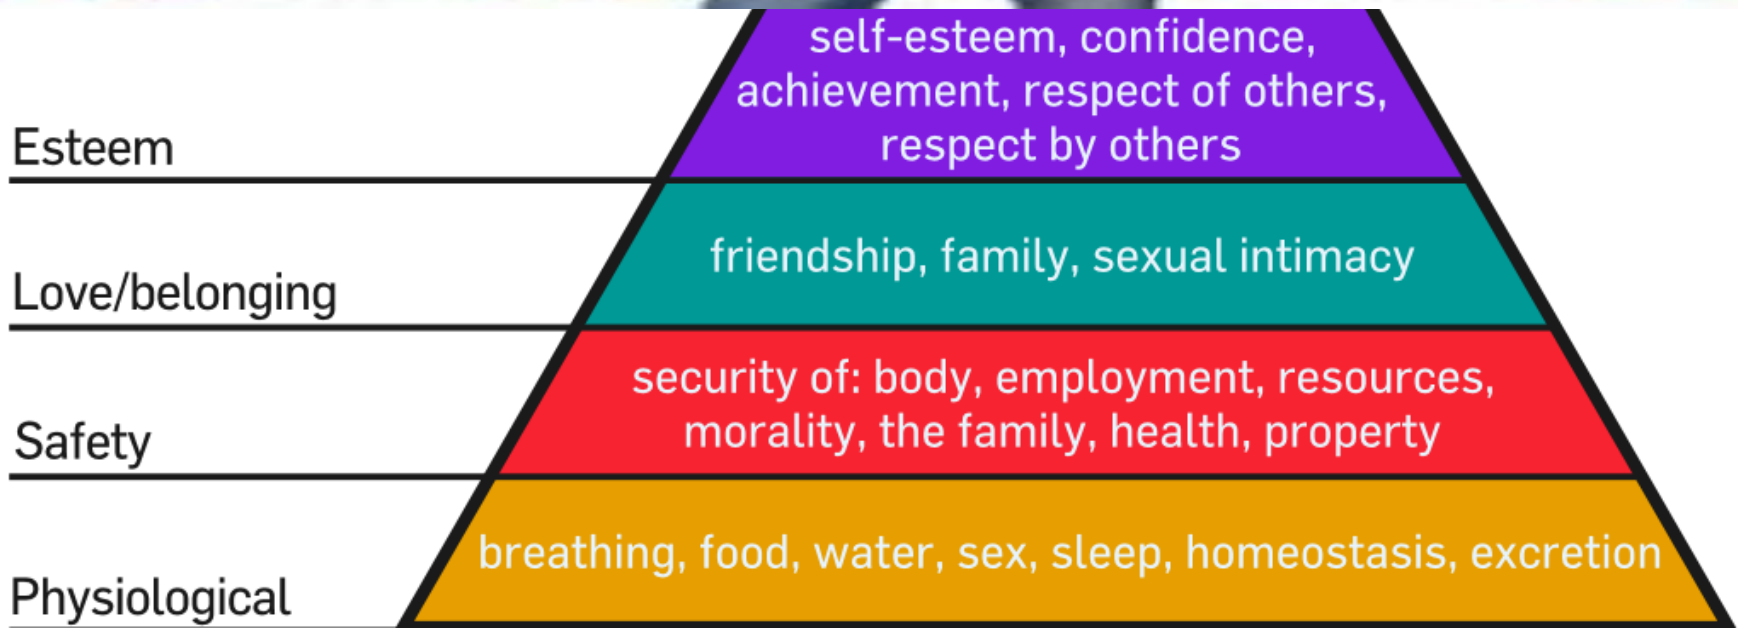 self-esteem, confidence,
achievement, respect of others,
respect by others
Esteem
friendship, family, sexual intimacy
Love/belonging
security of: body, employment, resources,
morality, the family, health, property
Safety
breathing, food, water, sex, sleep, homeostasis, excretion
Physiological